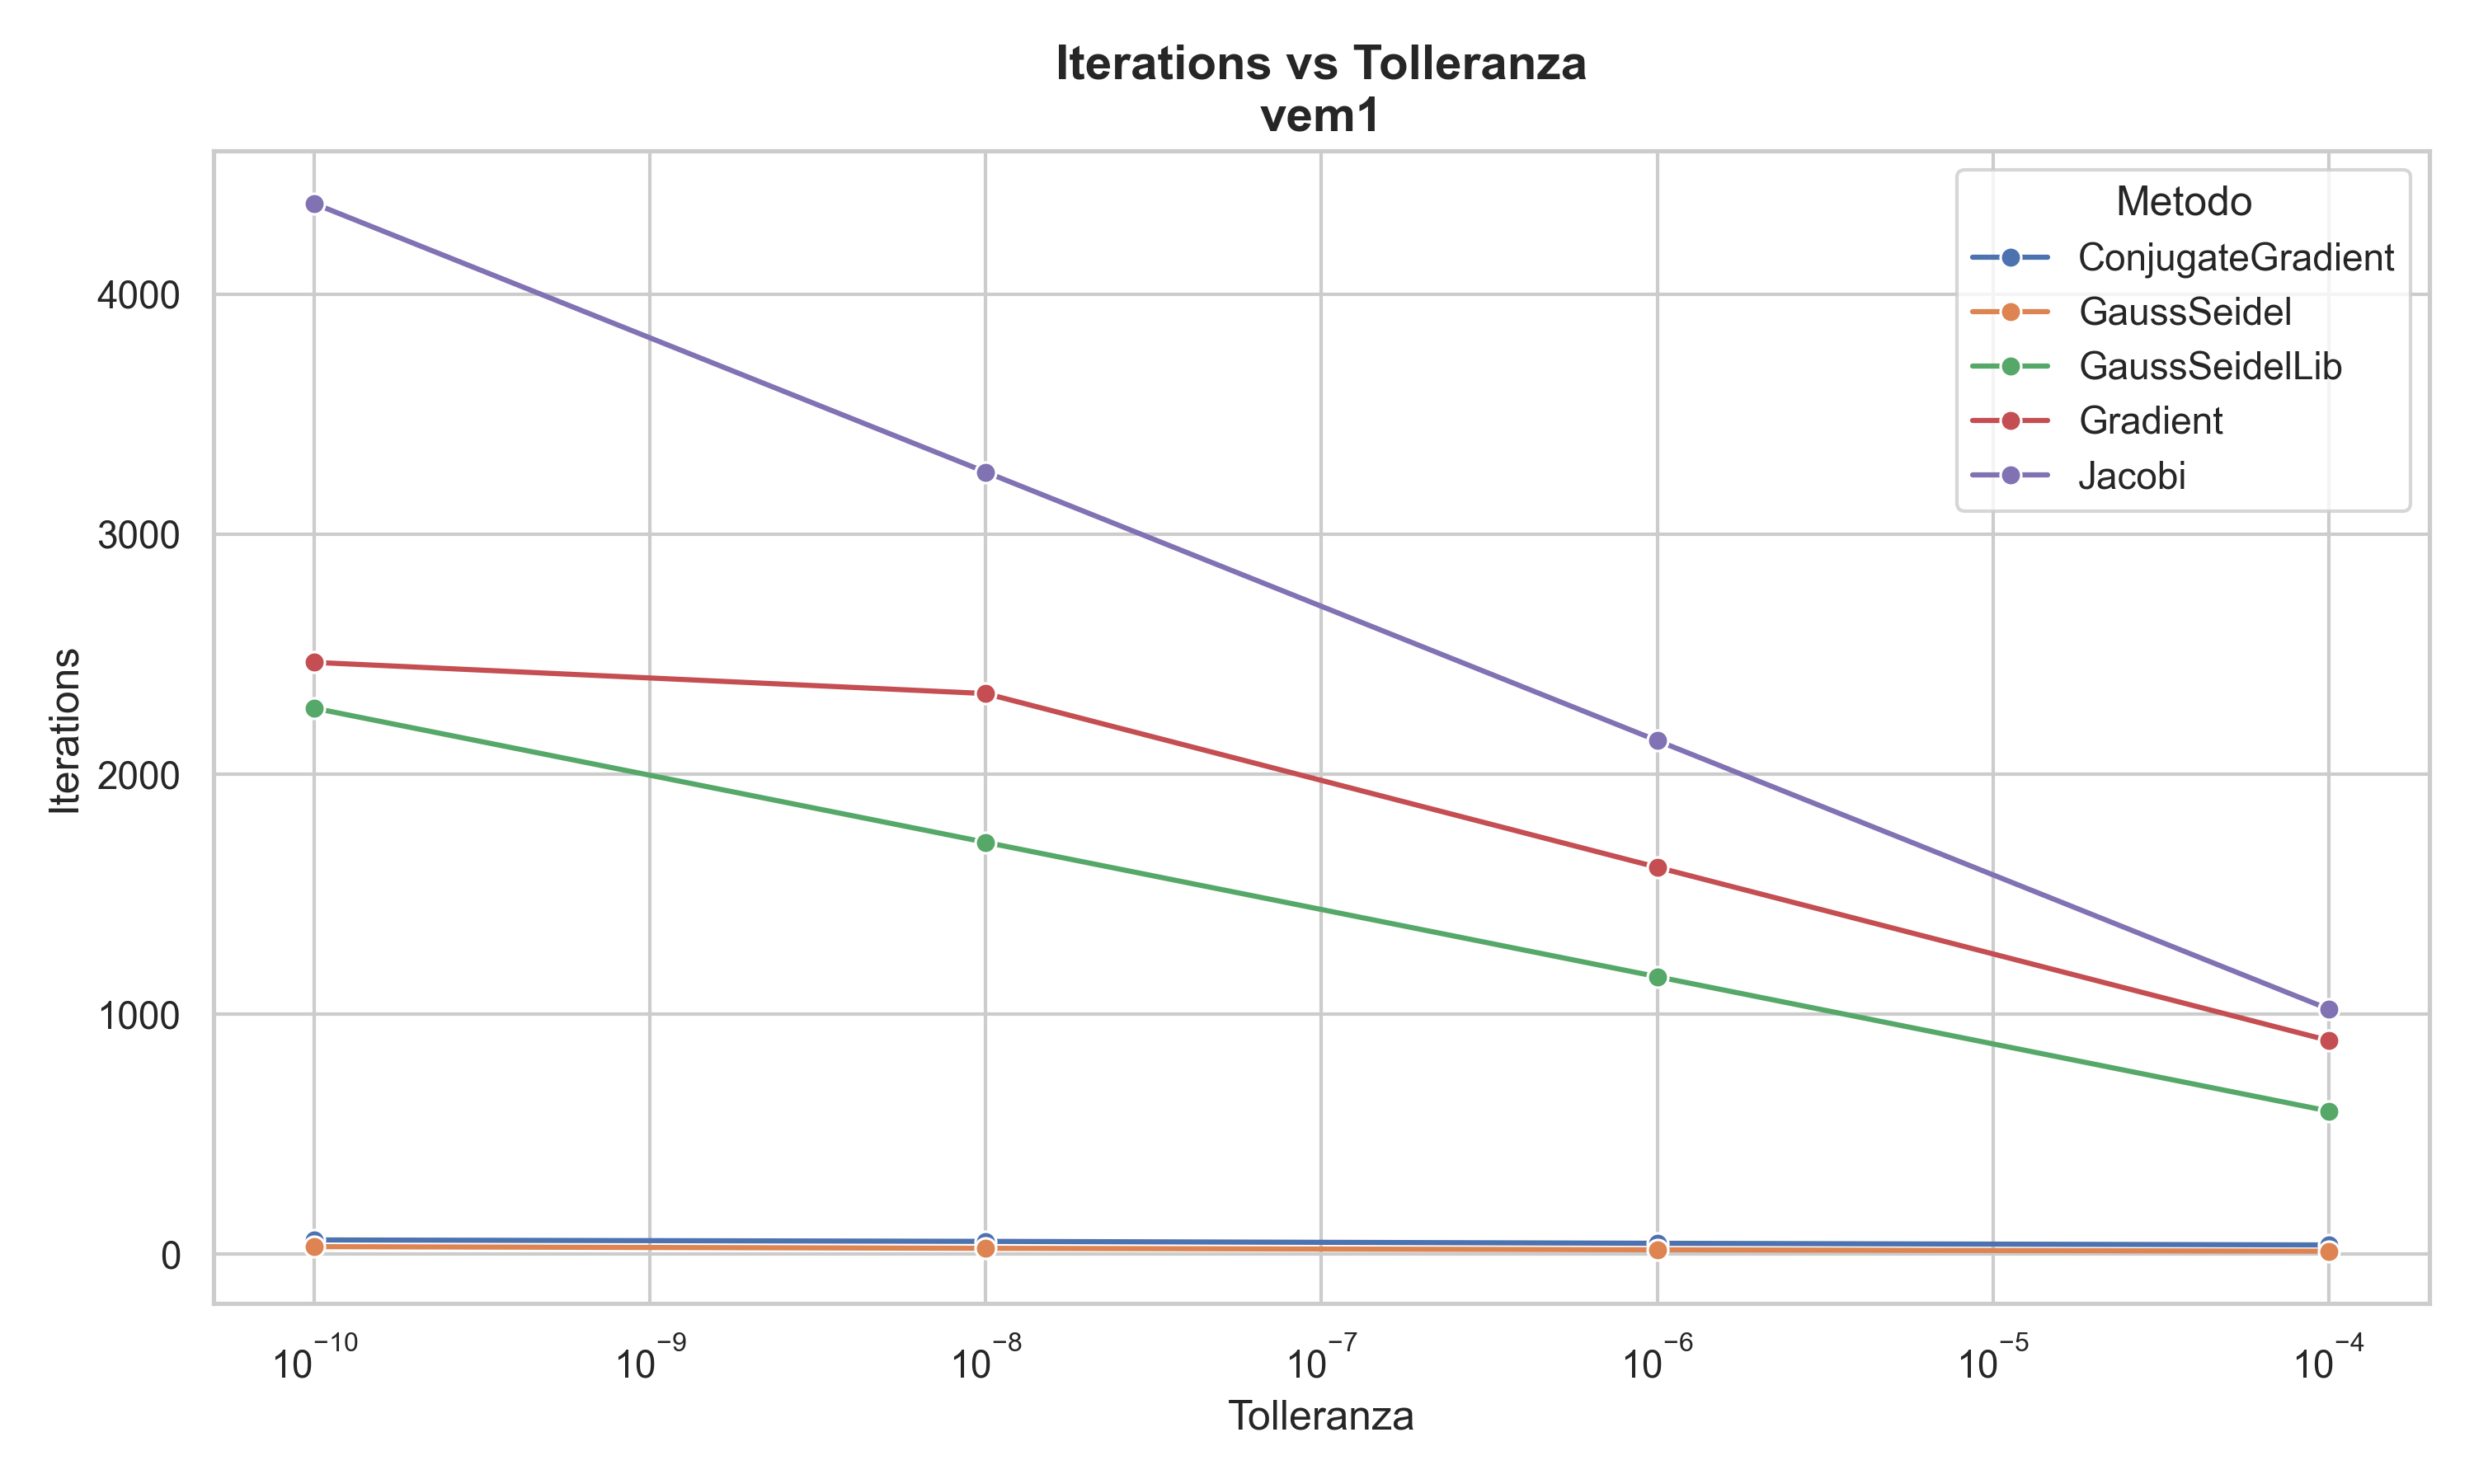 Iterations vs Tolleranza
vem1
Metodo
ConjugateGradient
GaussSeidel
GaussSeidelLib
Gradient
Jacobi
Iterations
4000
3000
2000
1000
0
10⁻¹⁰ 10⁻⁹ 10⁻⁸ 10⁻⁷ 10⁻⁶ 10⁻⁵ 10⁻⁴
Tolleranza